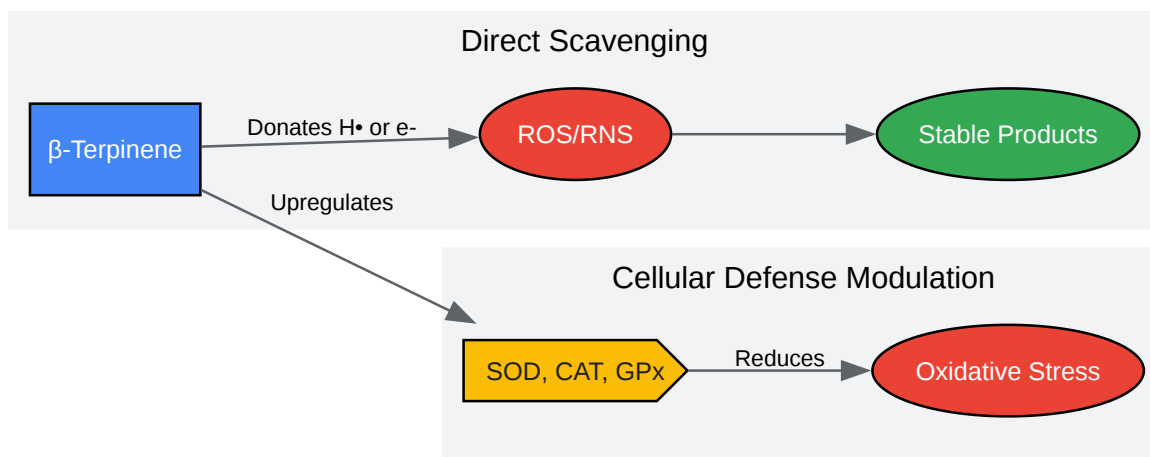 Direct Scavenging
β-Terpinene
Donates H• or e-
ROS/RNS
Stable Products
Upregulates
Cellular Defense Modulation
SOD, CAT, GPx
Reduces
Oxidative Stress